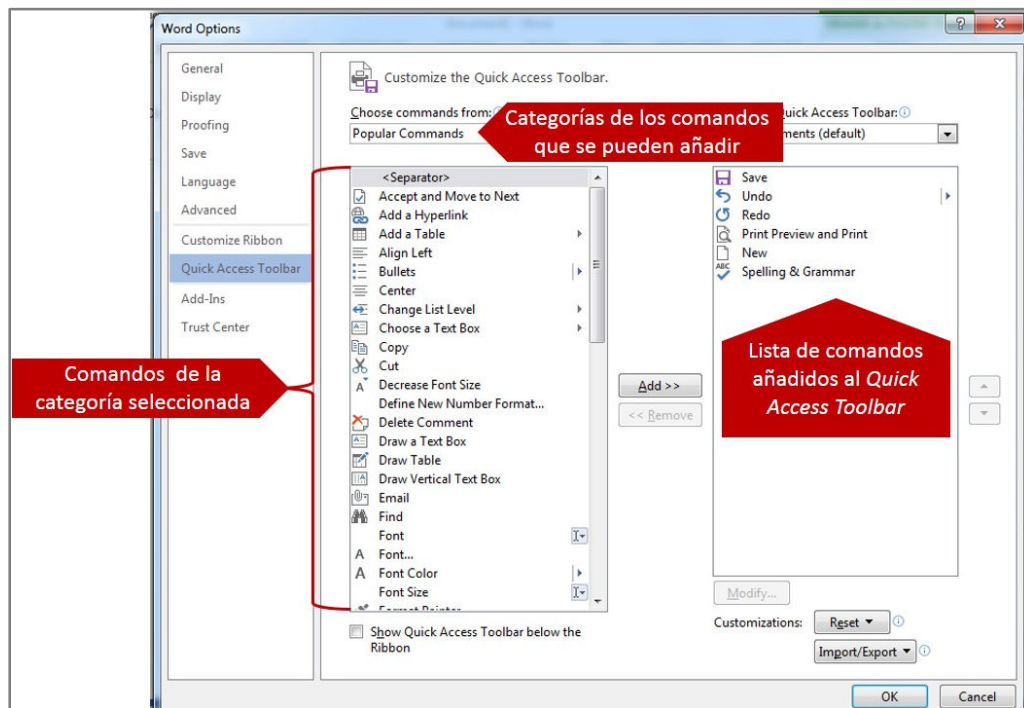 Word Options
General
Display
Proofing
Save
Language
Advanced
Customize Ribbon
Quick Access Toolbar
Add-Ins
Trust Center
Customize the Quick Access Toolbar.
Choose commands from:
Popular Commands
Categorías de los comandos
que se pueden añadir
Quick Access Toolbar:
(default)
Comandos de la
categoría seleccionada
<Separator>
Accept and Move to Next
Add a Hyperlink
Add a Table
Align Left
Bullets
Center
Change List Level
Choose a Text Box
Copy
Cut
Decrease Font Size
Define New Number Format...
Delete Comment
Draw a Text Box
Draw Table
Draw Vertical Text Box
Email
Find
Font
Font...
Font Color
Font Size
Format Painter
Show Quick Access Toolbar below the
Ribbon
Add >>
<< Remove
Save
Undo
Redo
Print Preview and Print
New
ABC
Spelling & Grammar
Lista de comandos
añadidos al Quick
Access Toolbar
Modify...
Customizations:
Reset
Import/Export
OK
Cancel